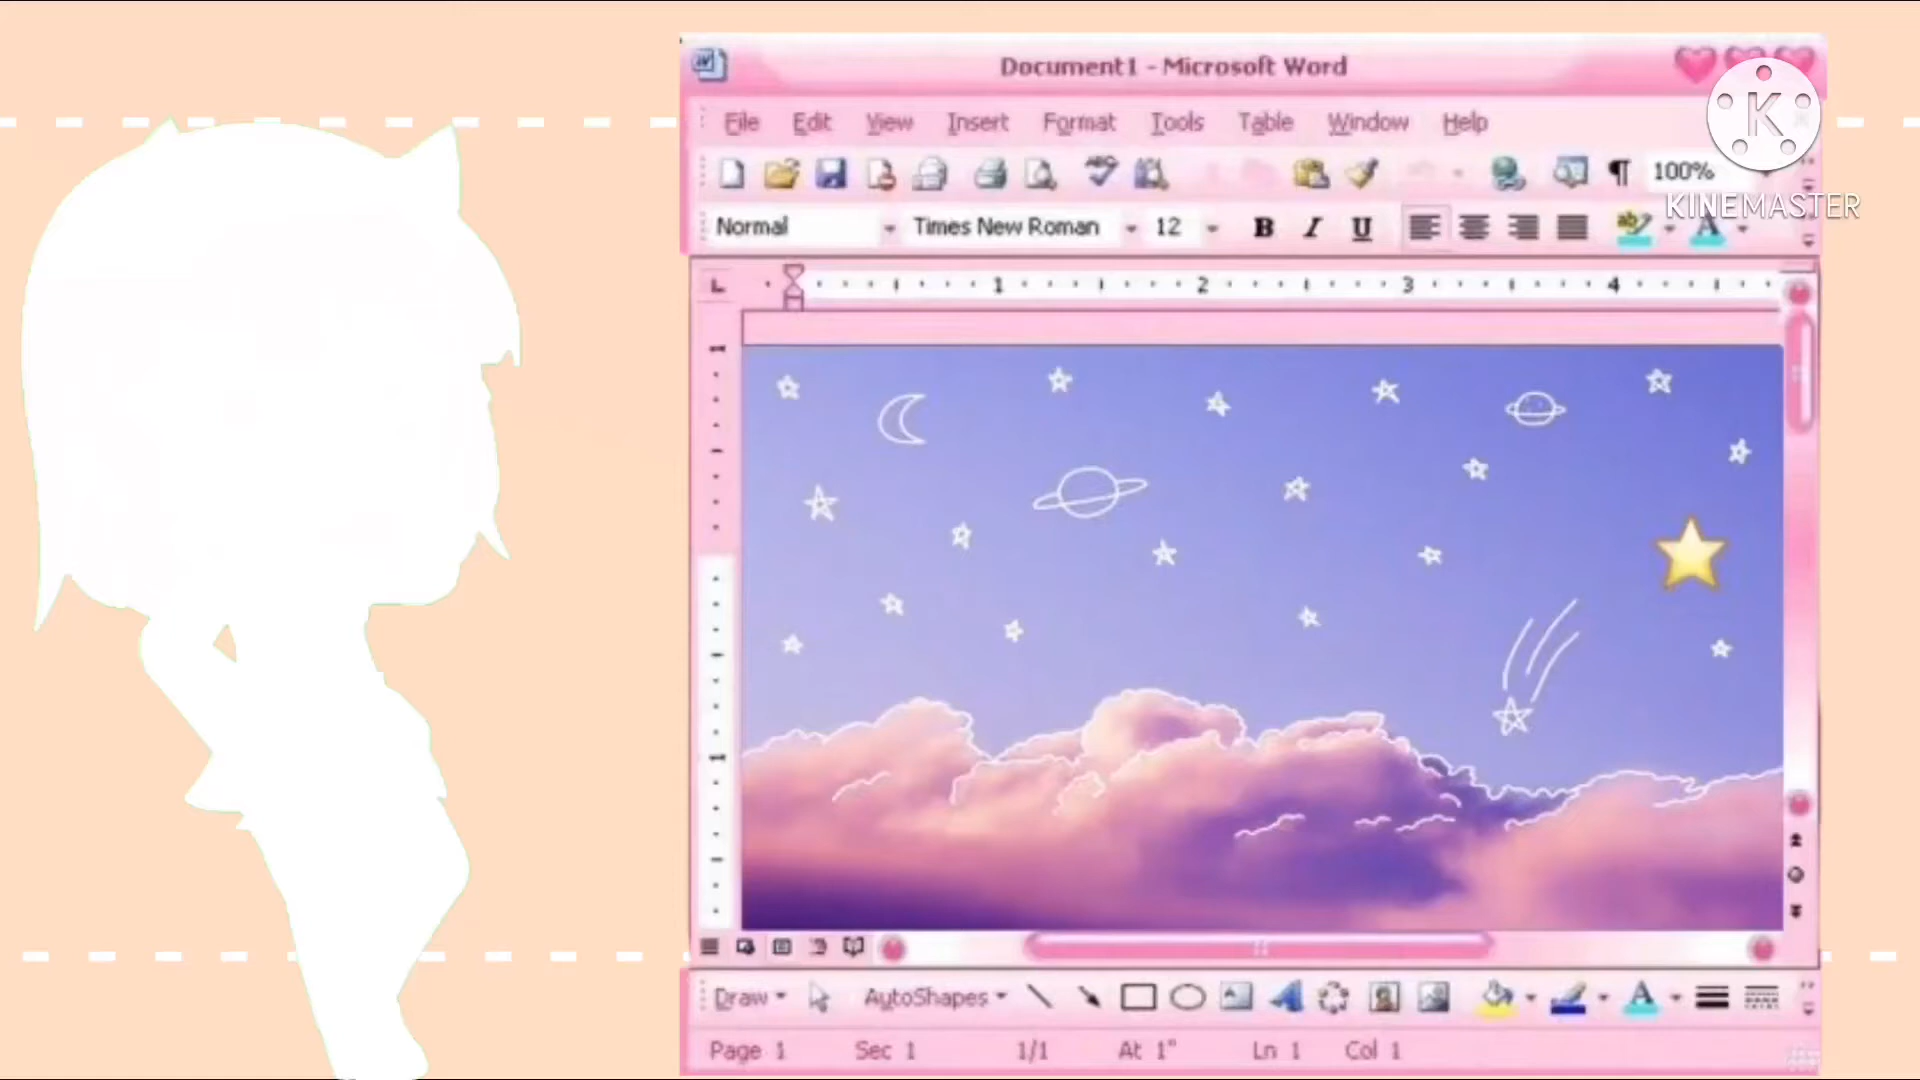 Document1 - Microsoft Word
File Edit View Insert Format Tools Table Window Help
100%
K
KINEMASTER
Normal Times New Roman 12 B I U
1 2 3 4
Draw AutoShapes
Page 1 Sec 1 1/1 At 1" Ln 1 Col 1